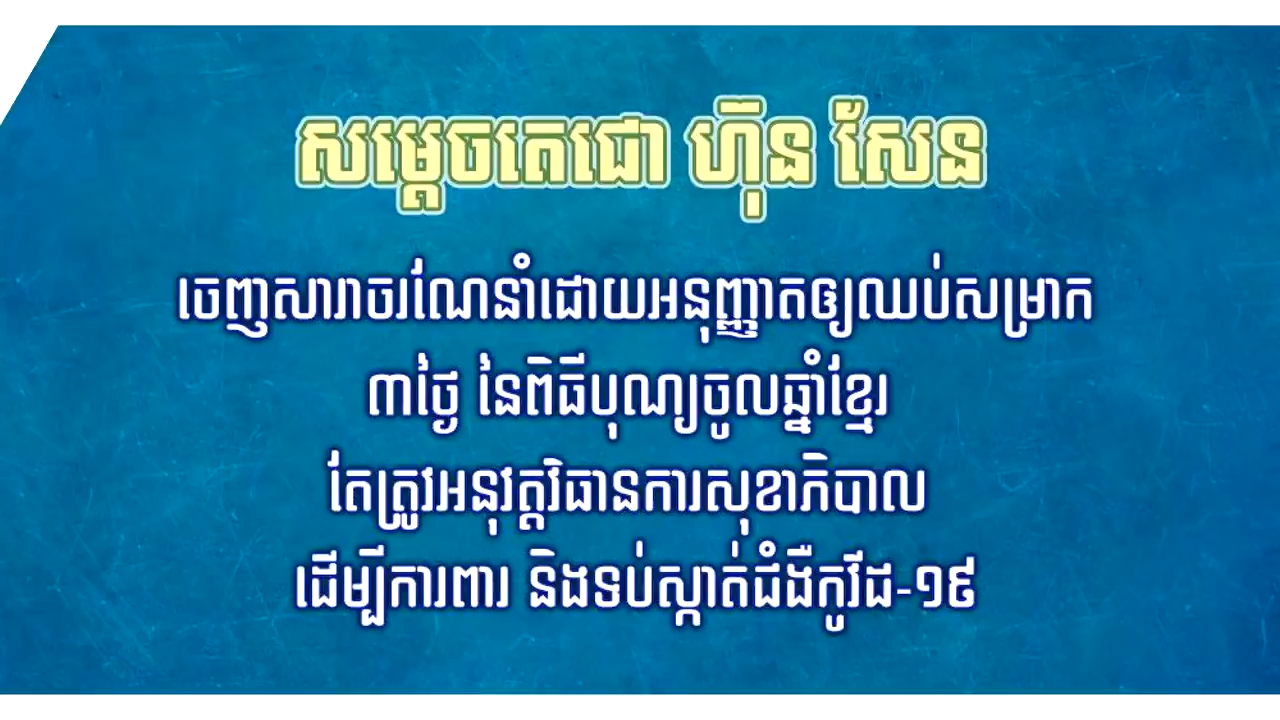 សម្ដេចតេជោ ហ៊ុន សែន
ចេញសារាចរណែនាំដោយអនុញ្ញាតឲ្យឈប់សម្រាក
៣ថ្ងៃ នៃពិធីបុណ្យចូលឆ្នាំខ្មែរ
តែត្រូវអនុវត្តវិធានការសុខាភិបាល
ដើម្បីការពារ និងទប់ស្កាត់ជំងឺកូវីដ-១៩